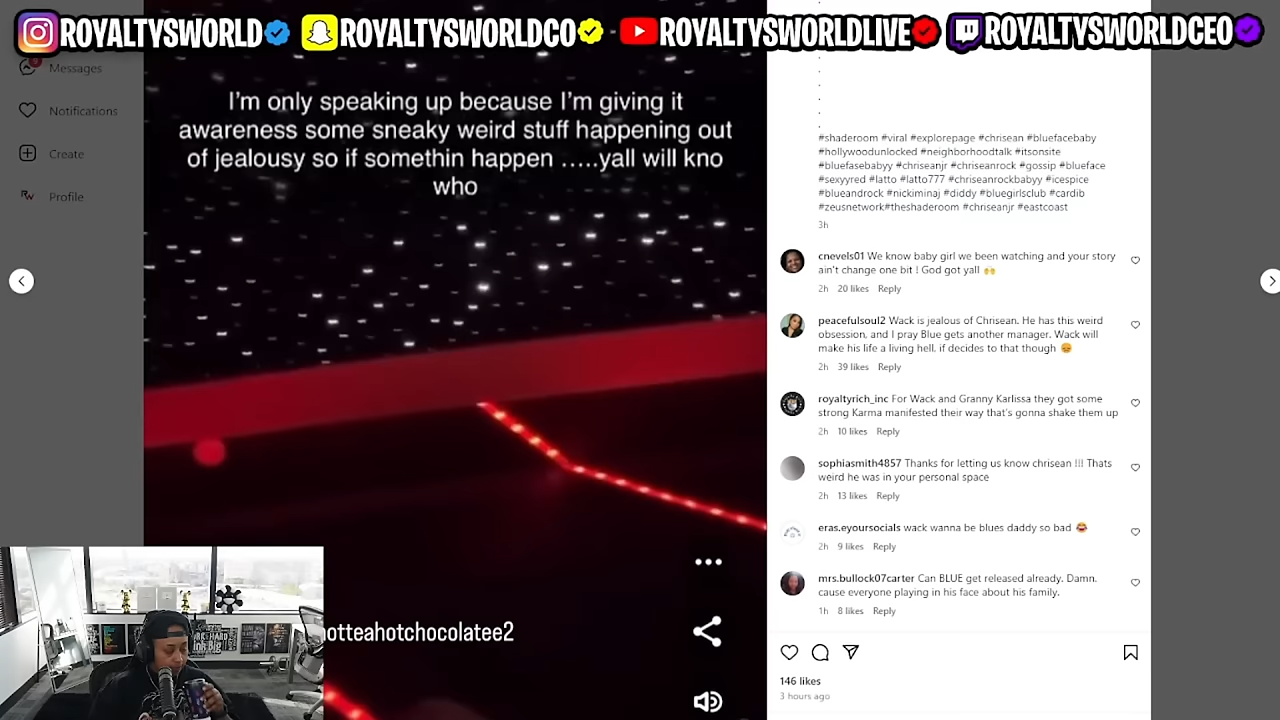 ROYALTYSWORLD ROYALTYSWORLDCO ROYALTYSWORLDLIVE ROYALTYSWORLDCEO
Messages
Notifications
Create
Profile
I'm only speaking up because I'm giving it
awareness some sneaky weird stuff happening out
of jealousy so if somethin happen …..yall will kno
who
otteahotchocolatee2
.
.
.
.
.
.
#shaderoom #viral #explorepage #chrisean #bluefacebaby
#hollywoodunlocked #neighborhoodtalk #itsonsite
#bluefasebabyy #chriseanjr #chriseanrock #gossip #blueface
#sexyyred #latto #latto777 #chriseanrockbabyy #icespice
#blueandrock #nickiminaj #diddy #bluegirlsclub #cardib
#zeusnetwork#theshaderoom #chriseanjr #eastcoast
3h
cnevels01 We know baby girl we been watching and your story
ain't change one bit ! God got yall 🙌
2h 20 likes Reply
peacefulsoul2 Wack is jealous of Chrisean. He has this weird
obsession, and I pray Blue gets another manager. Wack will
make his life a living hell. if decides to that though
2h 39 likes Reply
royaltyrich_inc For Wack and Granny Karlissa they got some
strong Karma manifested their way that's gonna shake them up
2h 10 likes Reply
sophiasmith4857 Thanks for letting us know chrisean !!! Thats
weird he was in your personal space
2h 13 likes Reply
eras.eyoursocials wack wanna be blues daddy so bad 😂
2h 9 likes Reply
mrs.bullock07carter Can BLUE get released already. Damn.
cause everyone playing in his face about his family.
1h 8 likes Reply
146 likes
3 hours ago